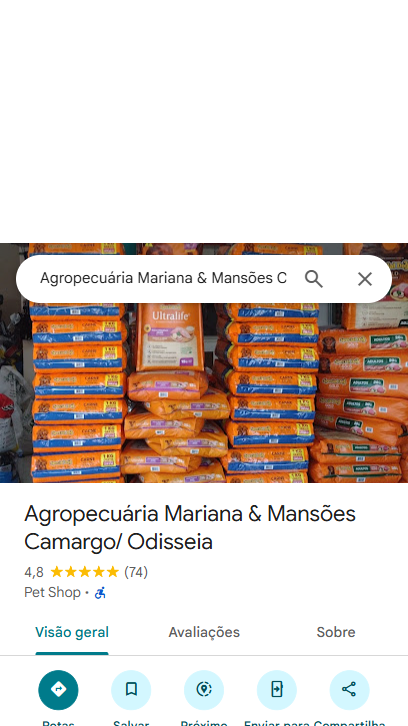 Agropecuária Mariana & Mansões C
Ultralife
Agropecuária Mariana & Mansões
Camargo/ Odisseia
4,8 (74)
Pet Shop ·
Visão geral Avaliações Sobre
Rotas Salvar Próximo Enviar para Compartilha